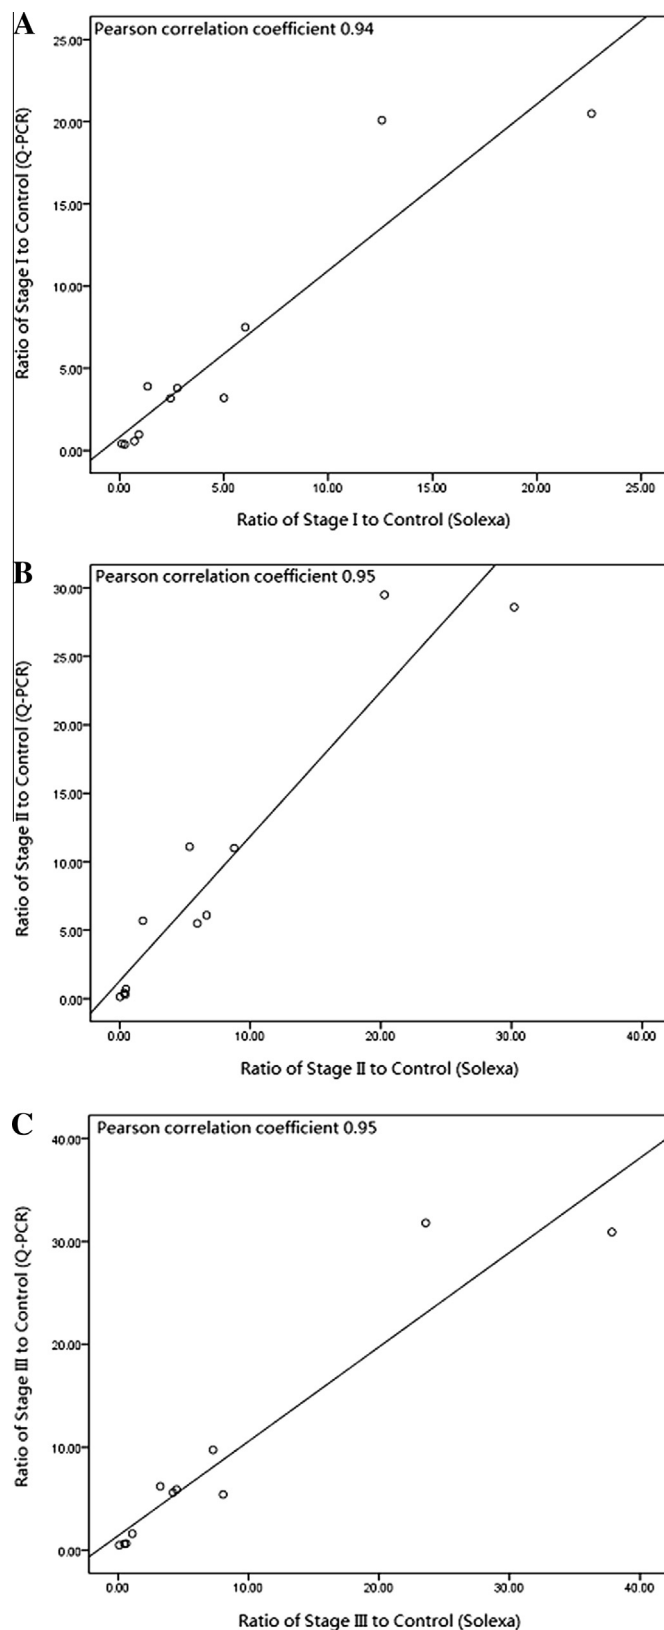 A
Pearson correlation coefficient 0.94
25.00
20.00
15.00
10.00
5.00
0.00
Ratio of Stage I to Control (Q-PCR)
0.00 5.00 10.00 15.00 20.00 25.00
Ratio of Stage I to Control (Solexa)
B
Pearson correlation coefficient 0.95
30.00
25.00
20.00
15.00
10.00
5.00
0.00
Ratio of Stage Ⅱ to Control (Q-PCR)
0.00 10.00 20.00 30.00 40.00
Ratio of Stage Ⅱ to Control (Solexa)
C
Pearson correlation coefficient 0.95
40.00
30.00
20.00
10.00
0.00
Ratio of Stage Ⅲ to Control (Q-PCR)
0.00 10.00 20.00 30.00 40.00
Ratio of Stage Ⅲ to Control (Solexa)